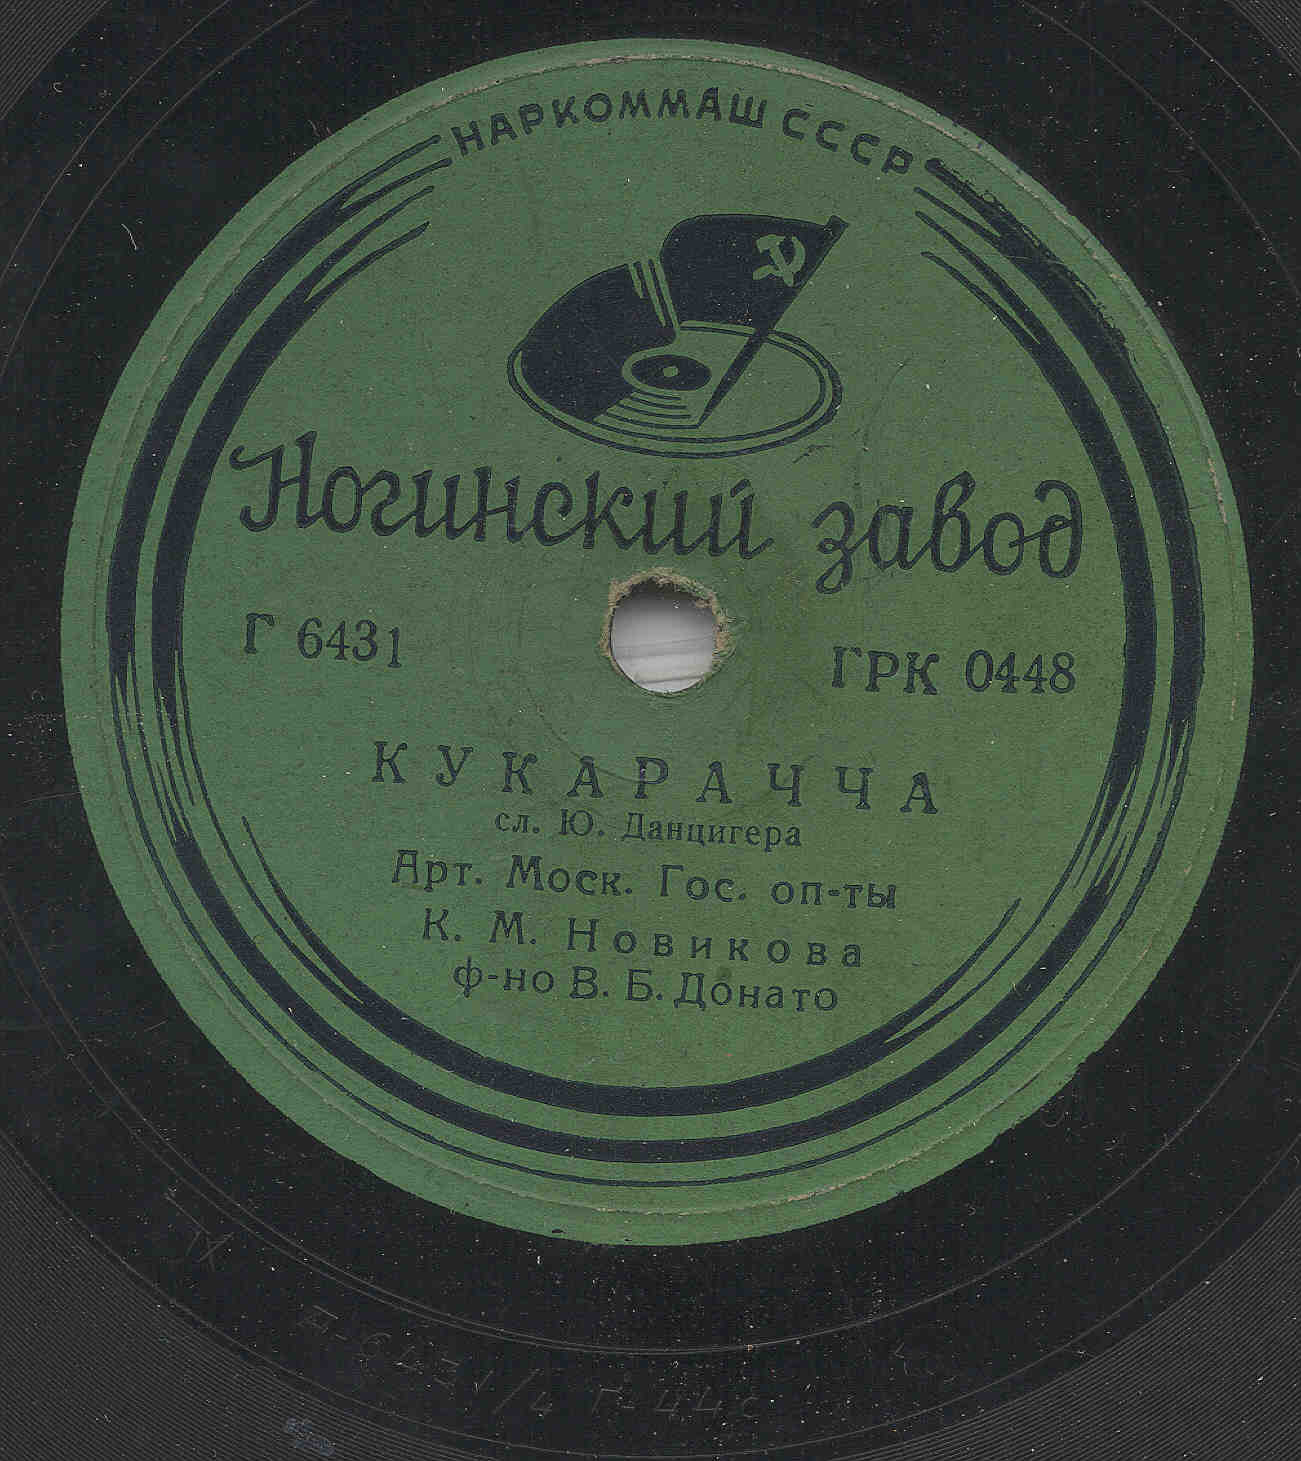 НАРКОММАШ СССР
Ногинский завод
Г 6431
ГРК 0448
КУКАРАЧЧА
сл. Ю. Данцигера
Арт. Моск. Гос. оп-ты
К. М. Новикова
ф-но В. Б. Донато